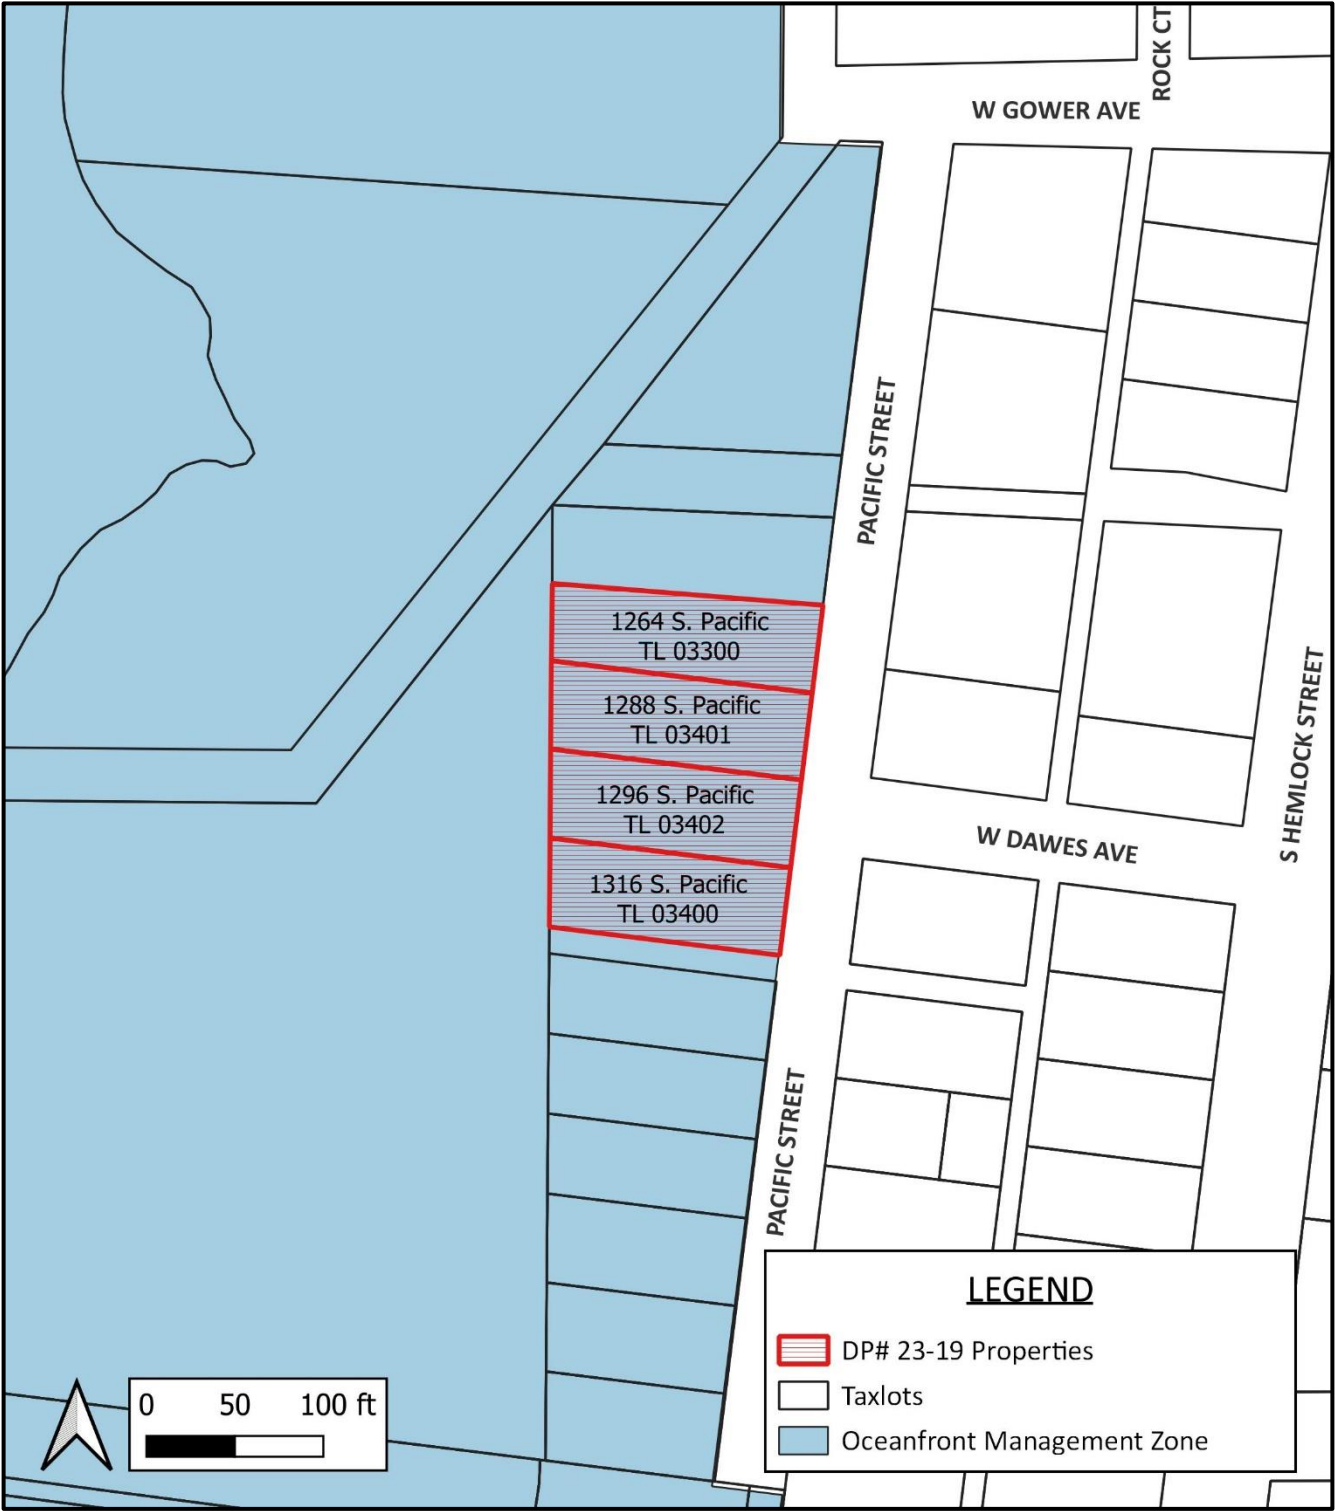 ROCK CT
W GOWER AVE
PACIFIC STREET
1264 S. Pacific
TL 03300
1288 S. Pacific
TL 03401
1296 S. Pacific
TL 03402
1316 S. Pacific
TL 03400
W DAWES AVE
S HEMLOCK STREET
PACIFIC STREET
LEGEND
DP# 23-19 Properties
Taxlots
Oceanfront Management Zone
0 50 100 ft